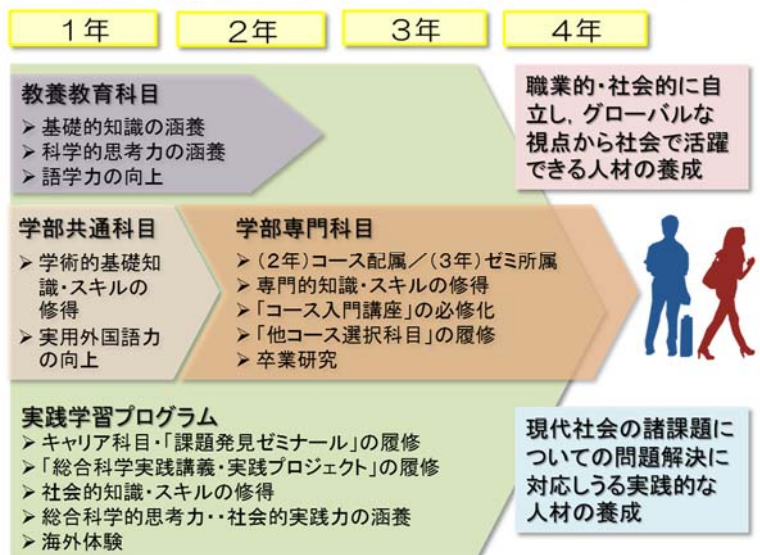 1年
2年
3年
4年
教養教育科目
➢ 基礎的知識の涵養
➢ 科学的思考力の涵養
➢ 語学力の向上
職業的・社会的に自
立し，グローバルな
視点から社会で活躍
できる人材の養成
学部共通科目
➢ 学術的基礎知
識・スキルの
修得
➢ 実用外国語力
の向上
学部専門科目
➢ (2年)コース配属／(3年)ゼミ所属
➢ 専門的知識・スキルの修得
➢ 「コース入門講座」の必修化
➢ 「他コース選択科目」の履修
➢ 卒業研究
実践学習プログラム
➢ キャリア科目・「課題発見ゼミナール」の履修
➢ 「総合科学実践講義・実践プロジェクト」の履修
➢ 社会的知識・スキルの修得
➢ 総合科学的思考力・・社会的実践力の涵養
➢ 海外体験
現代社会の諸課題に
ついての問題解決に
対応しうる実践的な
人材の養成